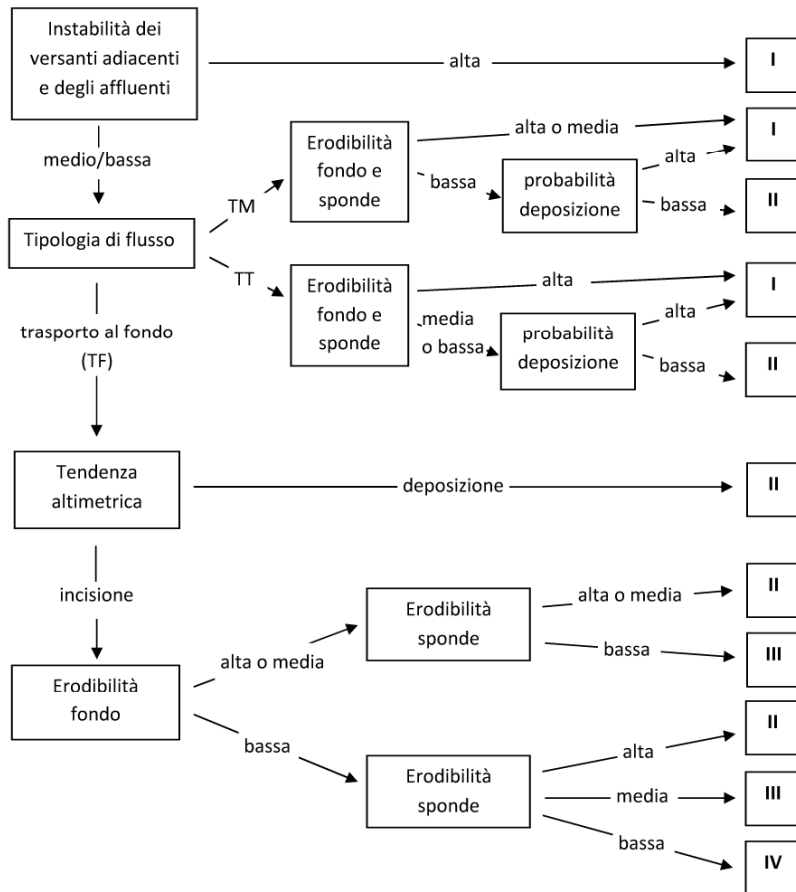 Instabilità dei
versanti adiacenti
e degli affluenti
alta
I
medio/bassa
Tipologia di flusso
TM
Erodibilità
fondo e
sponde
alta o media
I
bassa
probabilità
deposizione
alta
bassa
II
TT
Erodibilità
fondo e
sponde
alta
I
media
o bassa
probabilità
deposizione
alta
bassa
II
trasporto al fondo
(TF)
Tendenza
altimetrica
deposizione
II
incisione
Erodibilità
fondo
alta o media
Erodibilità
sponde
alta o media
II
bassa
III
bassa
Erodibilità
sponde
alta
II
media
III
bassa
IV